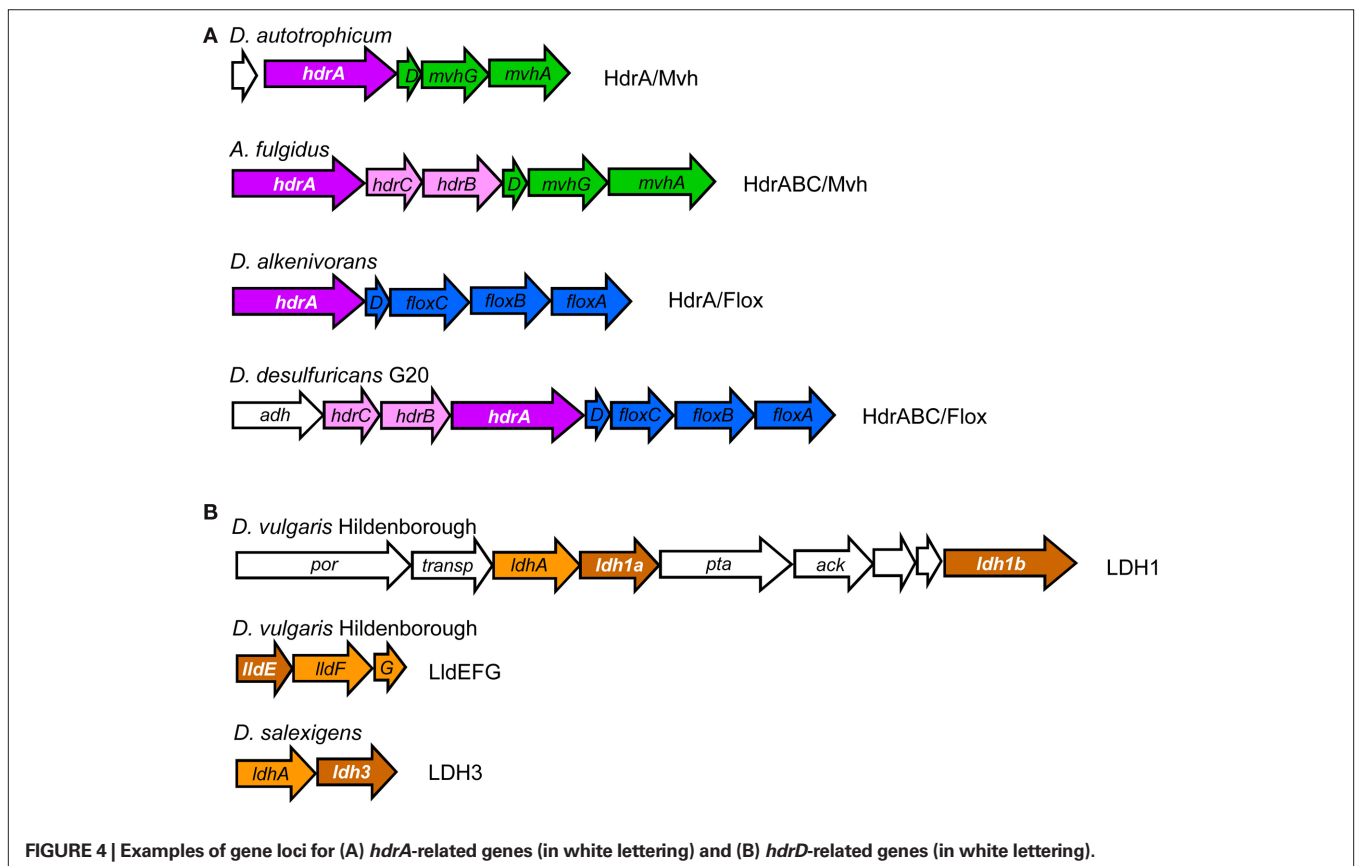 A D. autotrophicum
hdrA D mvhG mvhA HdrA/Mvh
A. fulgidus
hdrA hdrC hdrB D mvhG mvhA HdrABC/Mvh
D. alkenivorans
hdrA D floxC floxB floxA HdrA/Flox
D. desulfuricans G20
adh hdrC hdrB hdrA D floxC floxB floxA HdrABC/Flox
B D. vulgaris Hildenborough
por transp ldhA ldh1a pta ack ldh1b LDH1
D. vulgaris Hildenborough
lldE lldF G LldEFG
D. salexigens
ldhA ldh3 LDH3
FIGURE 4 | Examples of gene loci for (A) hdrA-related genes (in white lettering) and (B) hdrD-related genes (in white lettering).